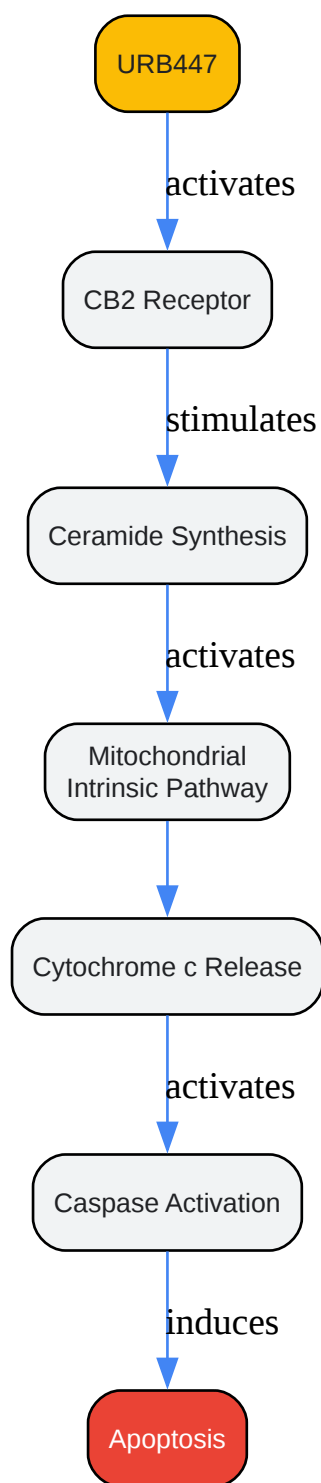 URB447
activates
CB2 Receptor
stimulates
Ceramide Synthesis
activates
Mitochondrial
Intrinsic Pathway
Cytochrome c Release
activates
Caspase Activation
induces
Apoptosis